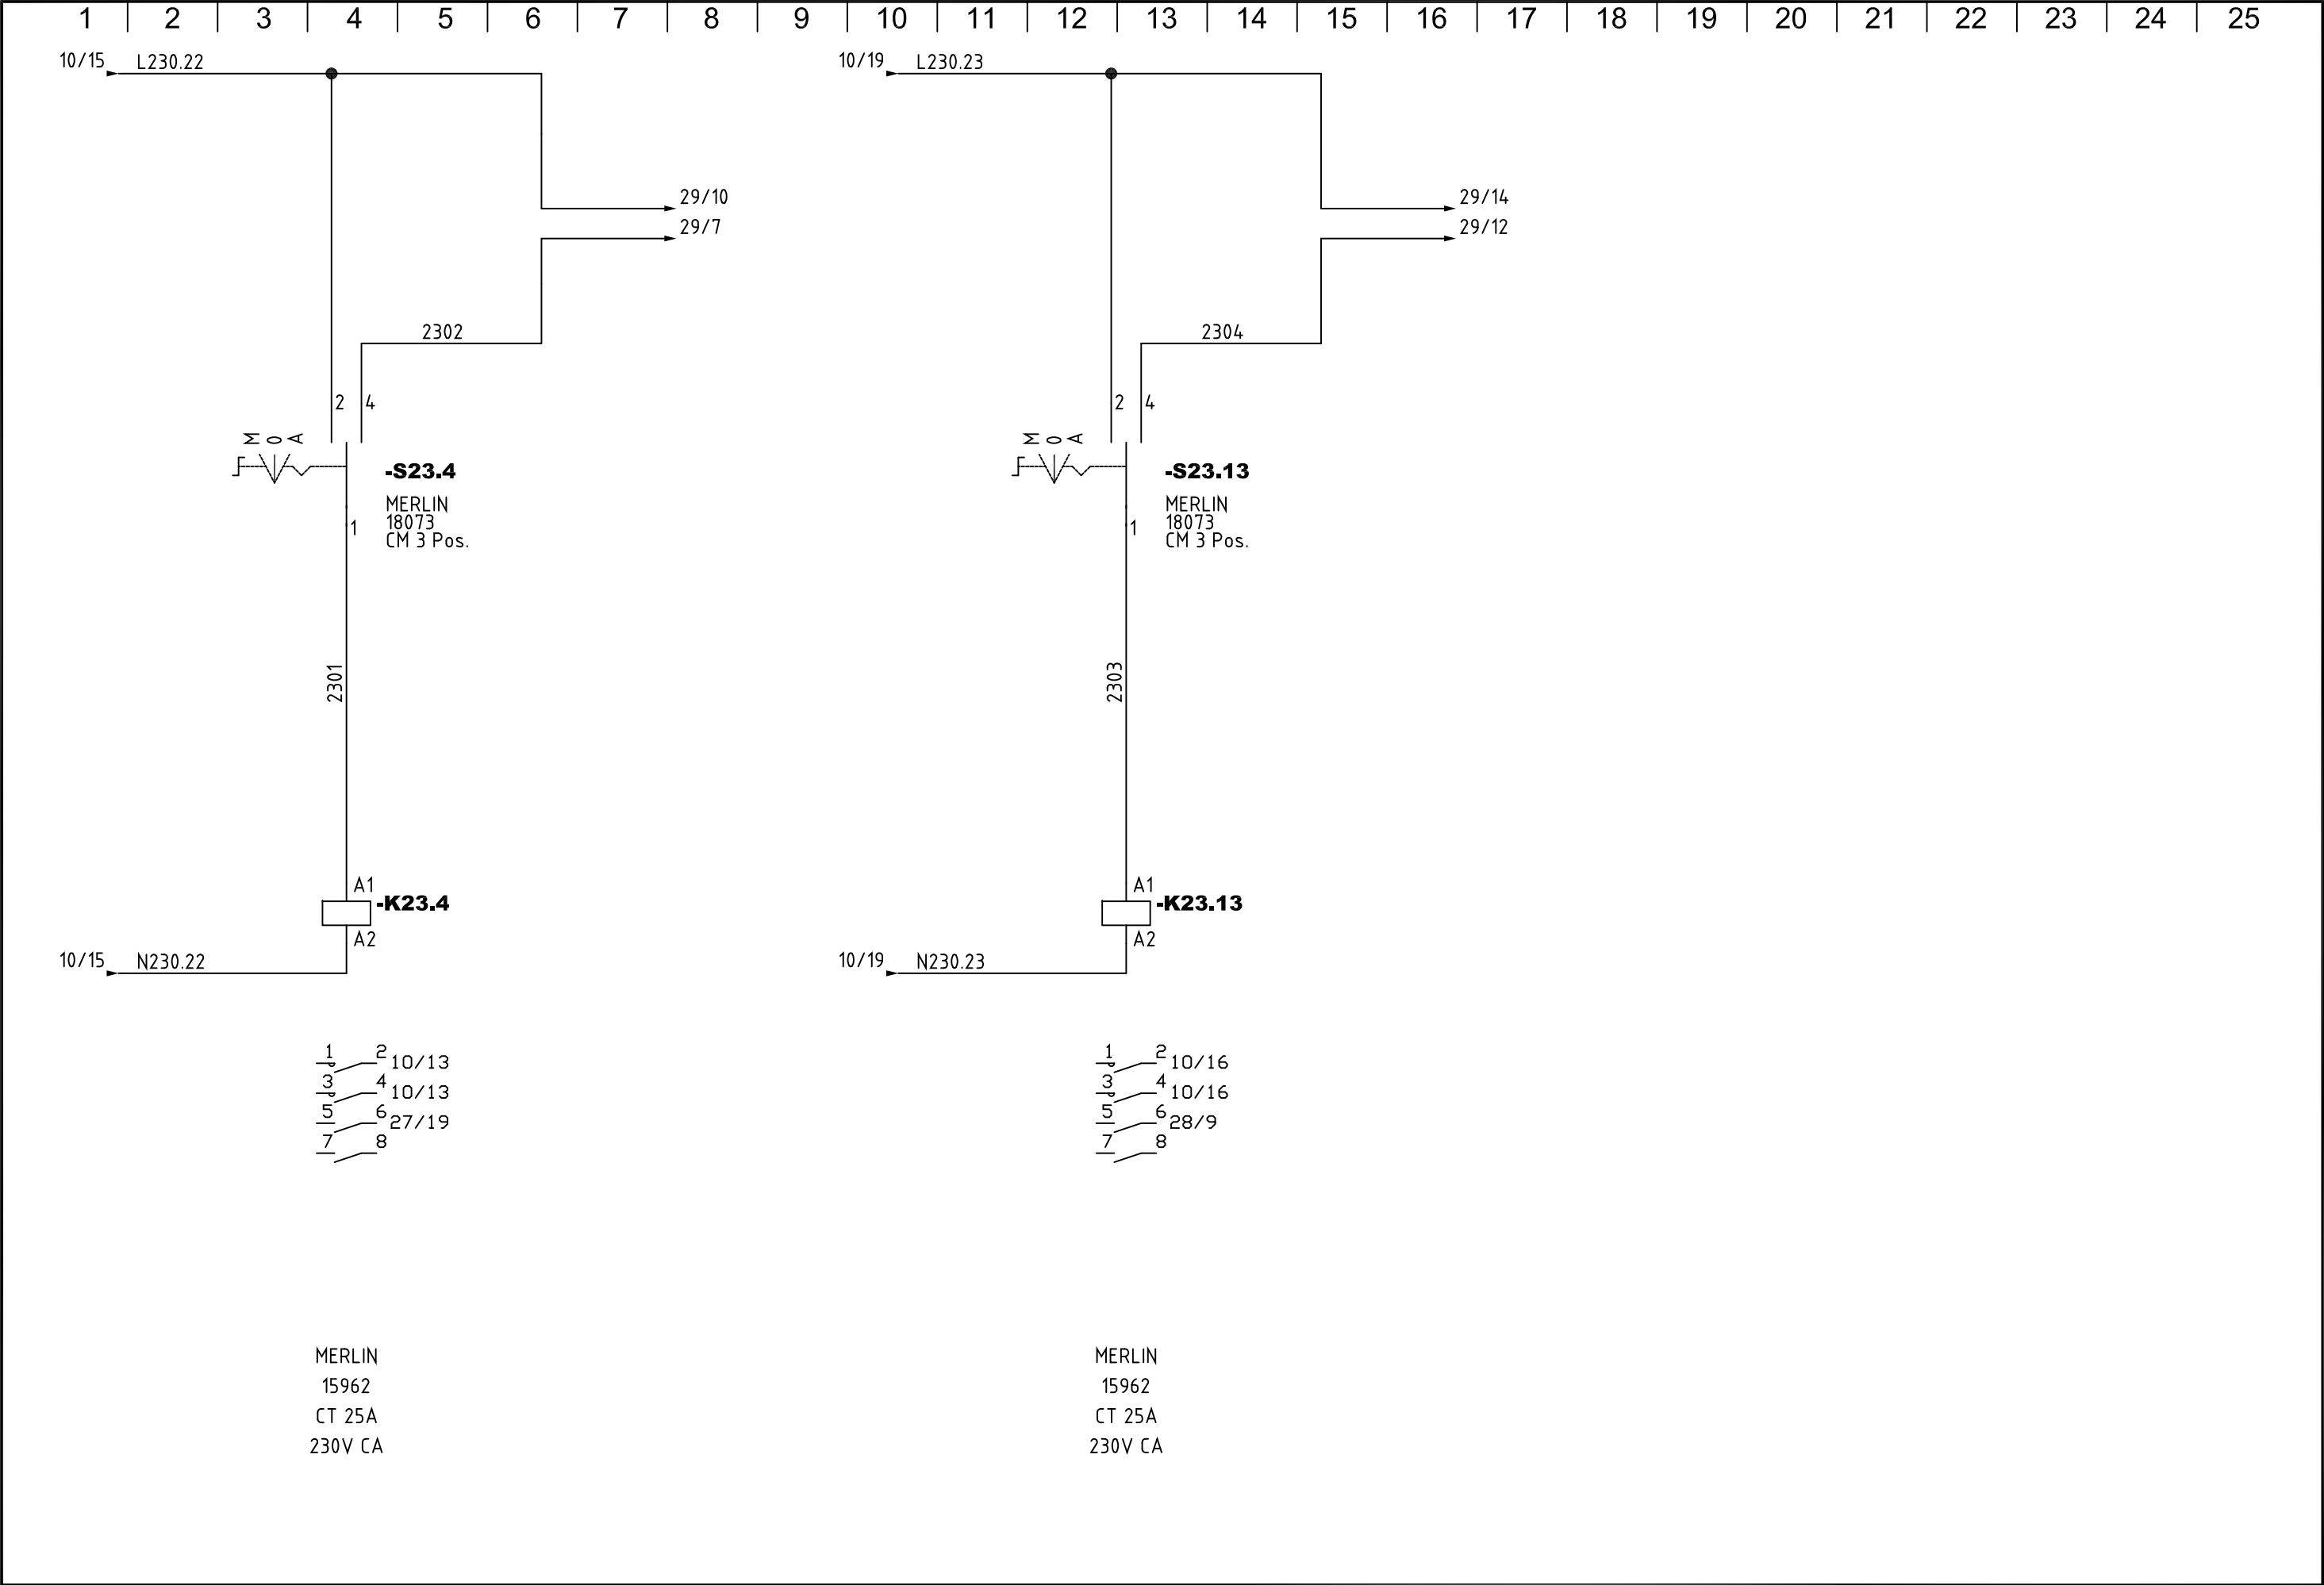 1 2 3 4 5 6 7 8 9 10 11 12 13 14 15 16 17 18 19 20 21 22 23 24 25
10/15 L230.22
10/19 L230.23
29/10
29/7
29/14
29/12
2302
2304
2 4
2 4
M 0 A
M 0 A
-S23.4
MERLIN
18073
CM 3 Pos.
1
-S23.13
MERLIN
18073
CM 3 Pos.
1
2301
2303
A1
-K23.4
A2
A1
-K23.13
A2
10/15 N230.22
10/19 N230.23
1 2 10/13
3 4 10/13
5 6 27/19
7 8
1 2 10/16
3 4 10/16
5 6 28/9
7 8
MERLIN
15962
CT 25A
230V CA
MERLIN
15962
CT 25A
230V CA